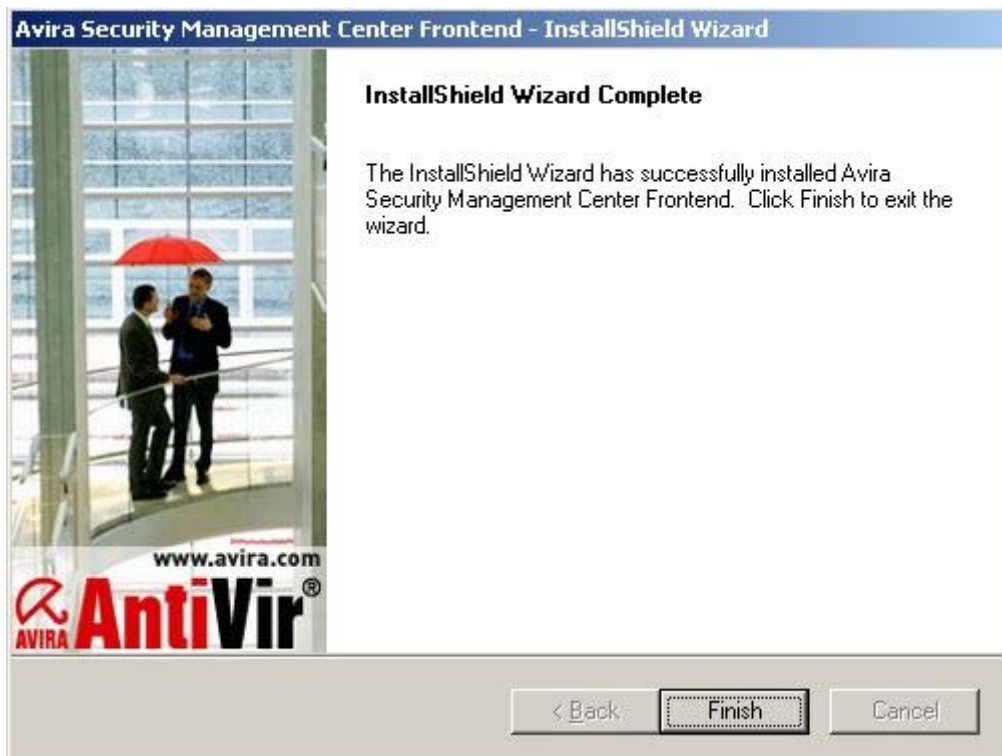 Avira Security Management Center Frontend - InstallShield Wizard
InstallShield Wizard Complete
The InstallShield Wizard has successfully installed Avira
Security Management Center Frontend. Click Finish to exit the
wizard.
www.avira.com
AVIRA AntiVir®
< Back
Finish
Cancel